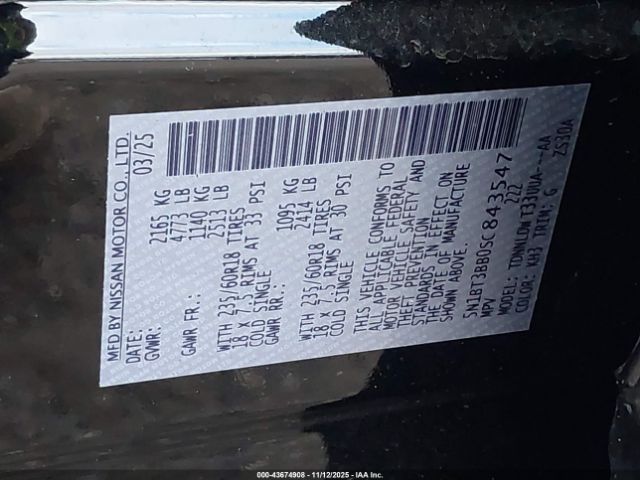 MFD BY NISSAN MOTOR CO., LTD.
DATE: 03/25
GVWR: 2165 KG
4773 LB
GAWR FR.: 1140 KG
2513 LB
WITH 235/60R18 TIRES
18 X 7.5 RIMS AT 33 PSI
COLD SINGLE
GAWR RR.: 1095 KG
2414 LB
WITH 235/60R18 TIRES
18 X 7.5 RIMS AT 30 PSI
COLD SINGLE
THIS VEHICLE CONFORMS TO
ALL APPLICABLE FEDERAL
MOTOR VEHICLE SAFETY AND
THEFT PREVENTION
STANDARDS IN EFFECT ON
THE DATE OF MANUFACTURE
SHOWN ABOVE.
5N1BT3BB0SC843547
MPV 222
MODEL: TDNNLDW T33UUA---AA
COLOR: KH3 TRIM: G ZS30A
000-43674908 - 11/12/2025 - IAA Inc.